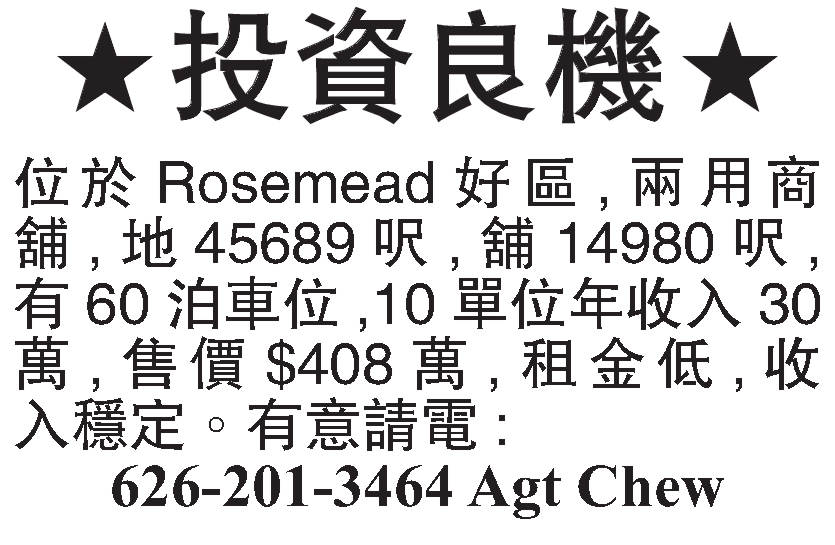 ★投資良機★
位於 Rosemead 好區 , 兩用商
舖 , 地 45689 呎 , 舖 14980 呎 ,
有 60 泊車位 ,10 單位年收入 30
萬 , 售價 $408 萬 , 租金低 , 收
入穩定。有意請電 :
626-201-3464 Agt Chew